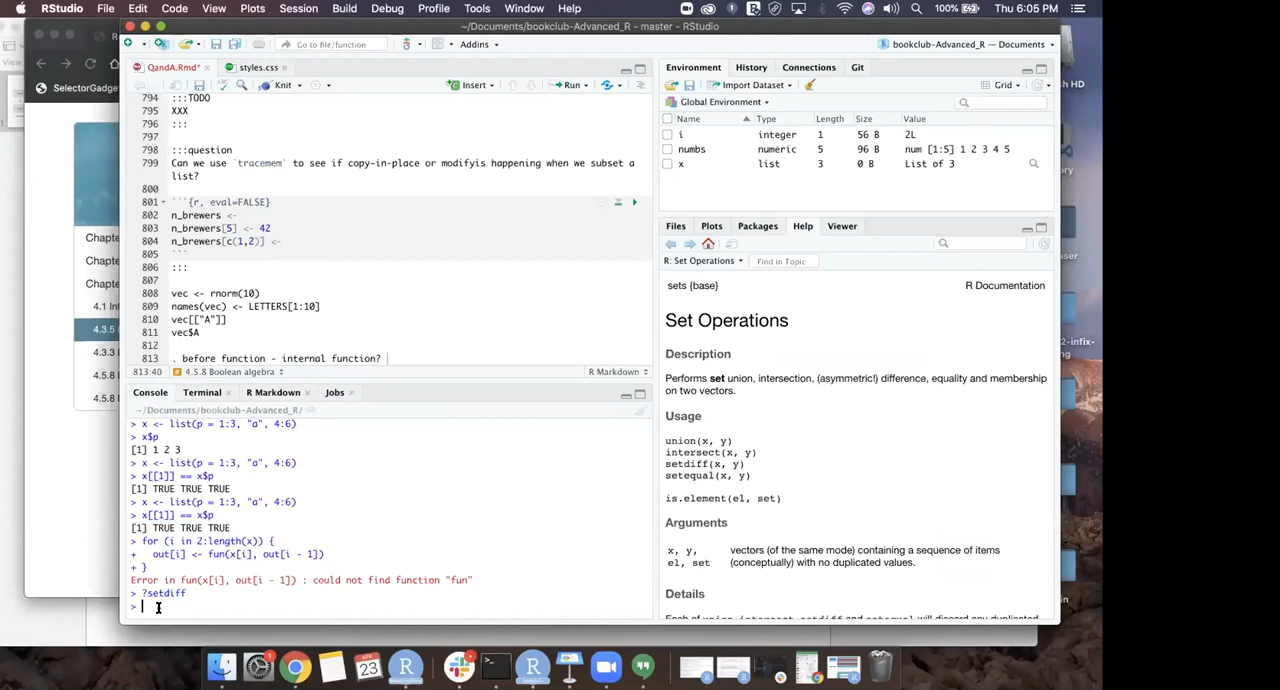 RStudio File Edit Code View Plots Session Build Debug Profile Tools Window Help 100% Thu 6:05 PM
~/Documents/bookclub-Advanced_R - master - RStudio
Go to file/function Addins bookclub-Advanced_R — Documents
QandA.Rmd* styles.css
Knit Insert Run
794 :::TODO
795 XXX
796 :::
797
798 :::question
799 Can we use `tracemem` to see if copy-in-place or modifyis happening when we subset a
list?
800
801 ```{r, eval=FALSE}
802 n_brewers <-
803 n_brewers[5] <- 42
804 n_brewers[c(1,2)] <-
805 ```
806 :::
807
808 vec <- rnorm(10)
809 names(vec) <- LETTERS[1:10]
810 vec[["A"]]
811 vec$A
812
813 . before function - internal function?
813:40 4.5.8 Boolean algebra R Markdown
Console Terminal R Markdown Jobs
~/Documents/bookclub-Advanced_R/
> x <- list(p = 1:3, "a", 4:6)
> x$p
[1] 1 2 3
> x <- list(p = 1:3, "a", 4:6)
> x[[1]] == x$p
[1] TRUE TRUE TRUE
> x <- list(p = 1:3, "a", 4:6)
> x[[1]] == x$p
[1] TRUE TRUE TRUE
> for (i in 2:length(x)) {
+ out[i] <- fun(x[i], out[i - 1])
+ }
Error in fun(x[i], out[i - 1]) : could not find function "fun"
> ?setdiff
>
Environment History Connections Git
Import Dataset Grid
Global Environment
Name Type Length Size Value
i integer 1 56 B 2L
numbs numeric 5 96 B num [1:5] 1 2 3 4 5
x list 3 0 B List of 3
Files Plots Packages Help Viewer
R: Set Operations Find in Topic
sets {base} R Documentation
Set Operations
Description
Performs set union, intersection, (asymmetric!) difference, equality and membership
on two vectors.
Usage
union(x, y)
intersect(x, y)
setdiff(x, y)
setequal(x, y)
is.element(el, set)
Arguments
x, y, vectors (of the same mode) containing a sequence of items
el, set (conceptually) with no duplicated values.
Details
SelectorGadget
Chapte
Chapte
Chapte
4.1 Int
4.3.5
4.3.3
4.5.8
4.5.8
sh HD
ory
user
2-infix-
ng
in
APR
23